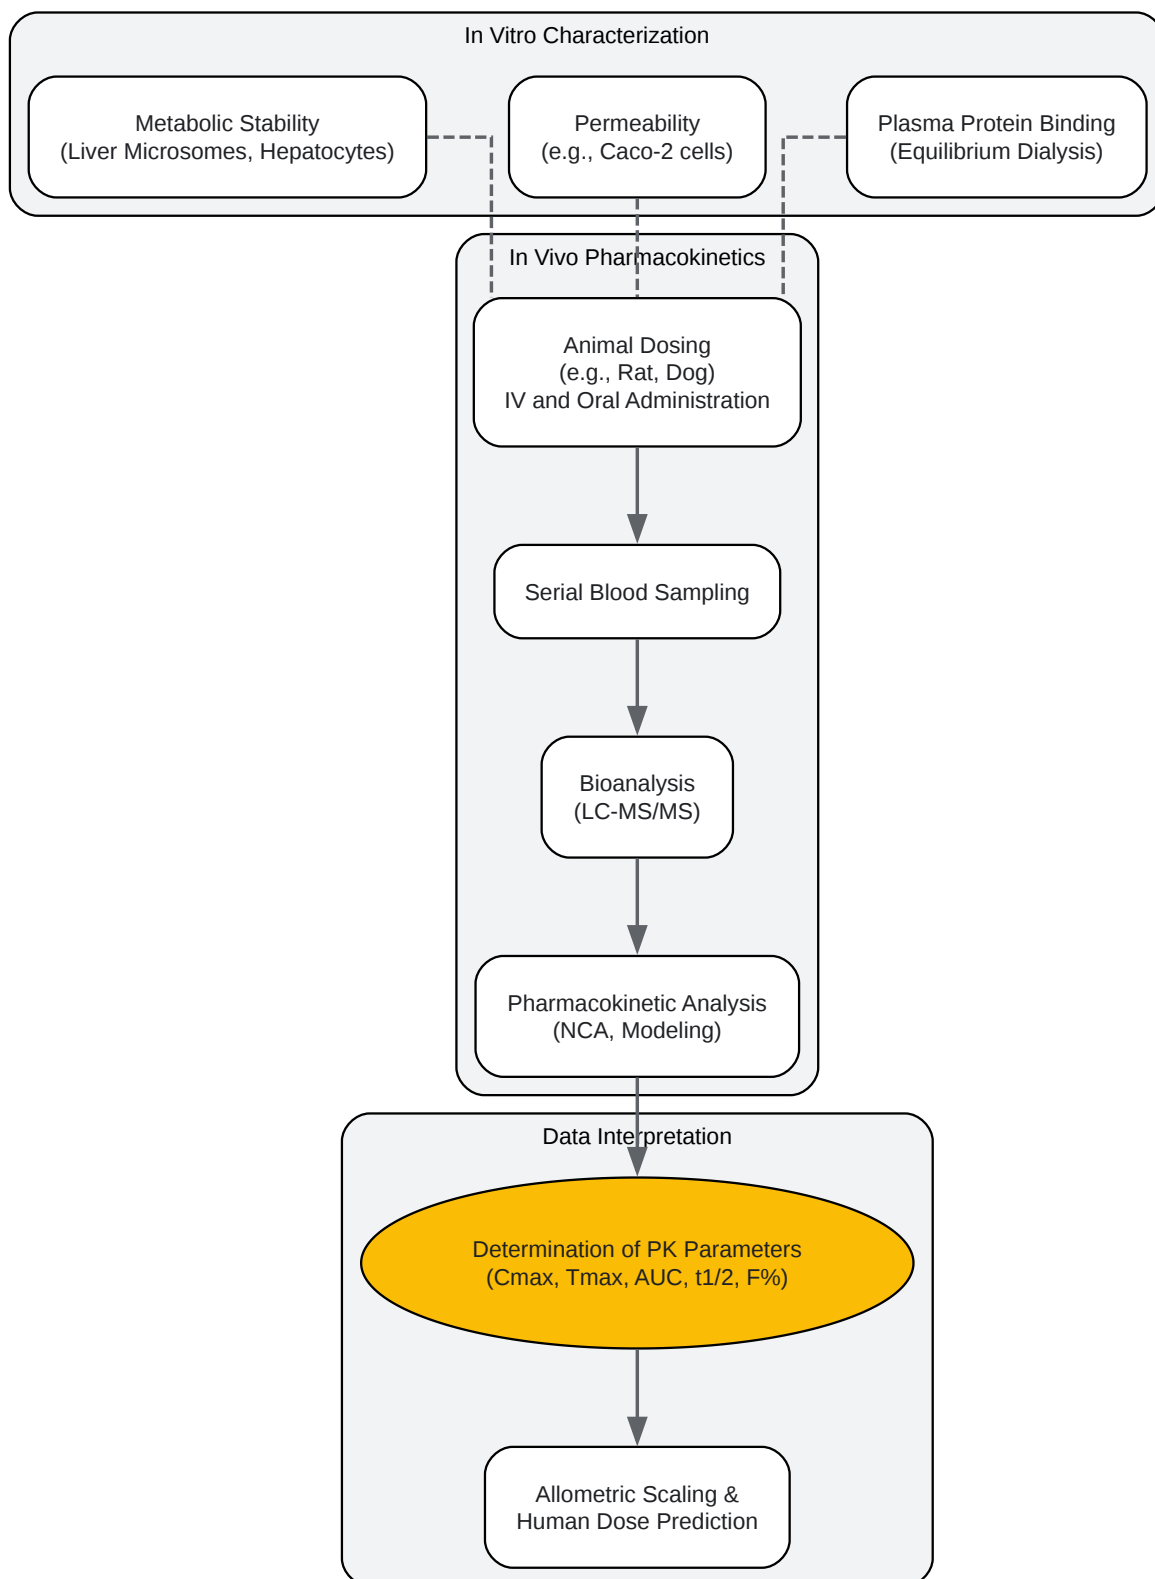 In Vitro Characterization
Metabolic Stability
(Liver Microsomes, Hepatocytes)
Permeability
(e.g., Caco-2 cells)
Plasma Protein Binding
(Equilibrium Dialysis)
In Vivo Pharmacokinetics
Animal Dosing
(e.g., Rat, Dog)
IV and Oral Administration
Serial Blood Sampling
Bioanalysis
(LC-MS/MS)
Pharmacokinetic Analysis
(NCA, Modeling)
Data Interpretation
Determination of PK Parameters
(Cmax, Tmax, AUC, t1/2, F%)
Allometric Scaling &
Human Dose Prediction